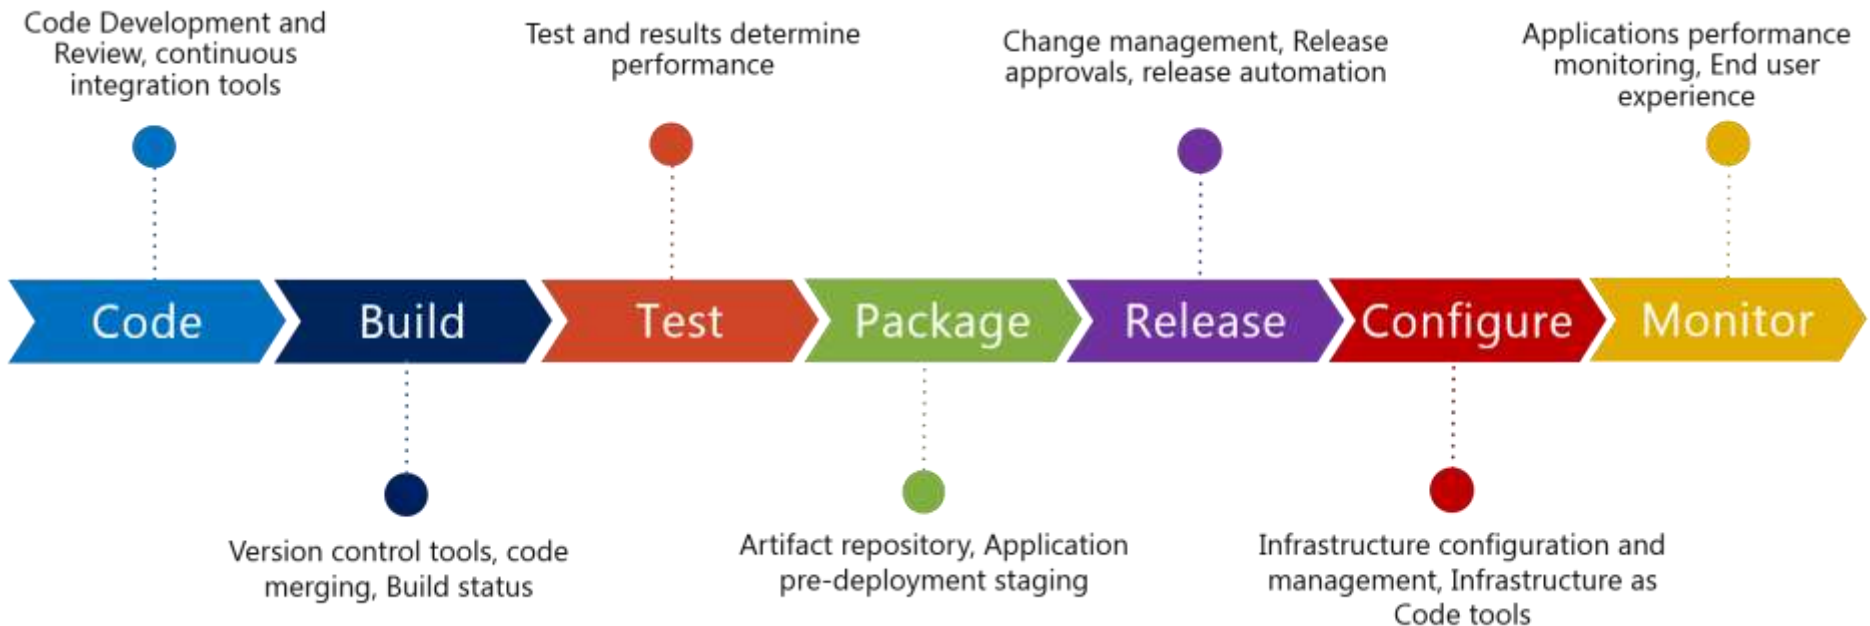 Code Development and
Review, continuous
integration tools
Test and results determine
performance
Change management, Release
approvals, release automation
Applications performance
monitoring, End user
experience
Code
Build
Test
Package
Release
Configure
Monitor
Version control tools, code
merging, Build status
Artifact repository, Application
pre-deployment staging
Infrastructure configuration and
management, Infrastructure as
Code tools